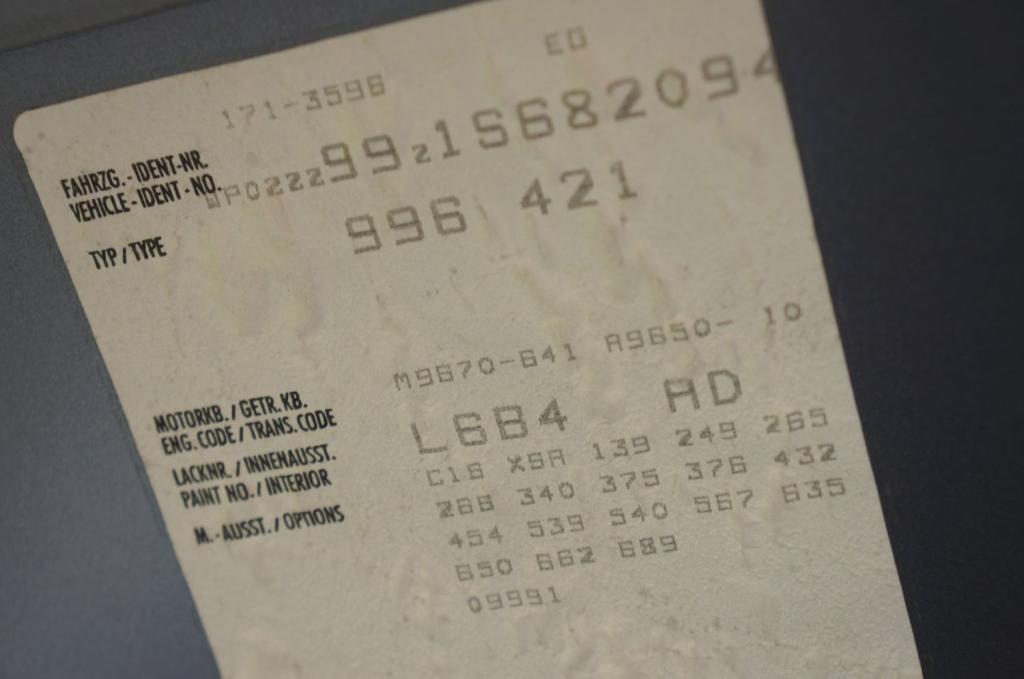 171-3596 ED
FAHRZG.-IDENT-NR.
VEHICLE-IDENT-NO. WP0ZZZ99Z1S682094
TYP/TYPE 996 421
M9670-641 A9650- 10
MOTORKB./GETR.KB.
ENG.CODE/TRANS.CODE
LACKNR./INNENAUSST. L6B4 AD
PAINT NO./INTERIOR
M.-AUSST./OPTIONS C16 X9A 139 249 265
268 340 375 376 432
454 539 540 567 635
650 662 689
09991